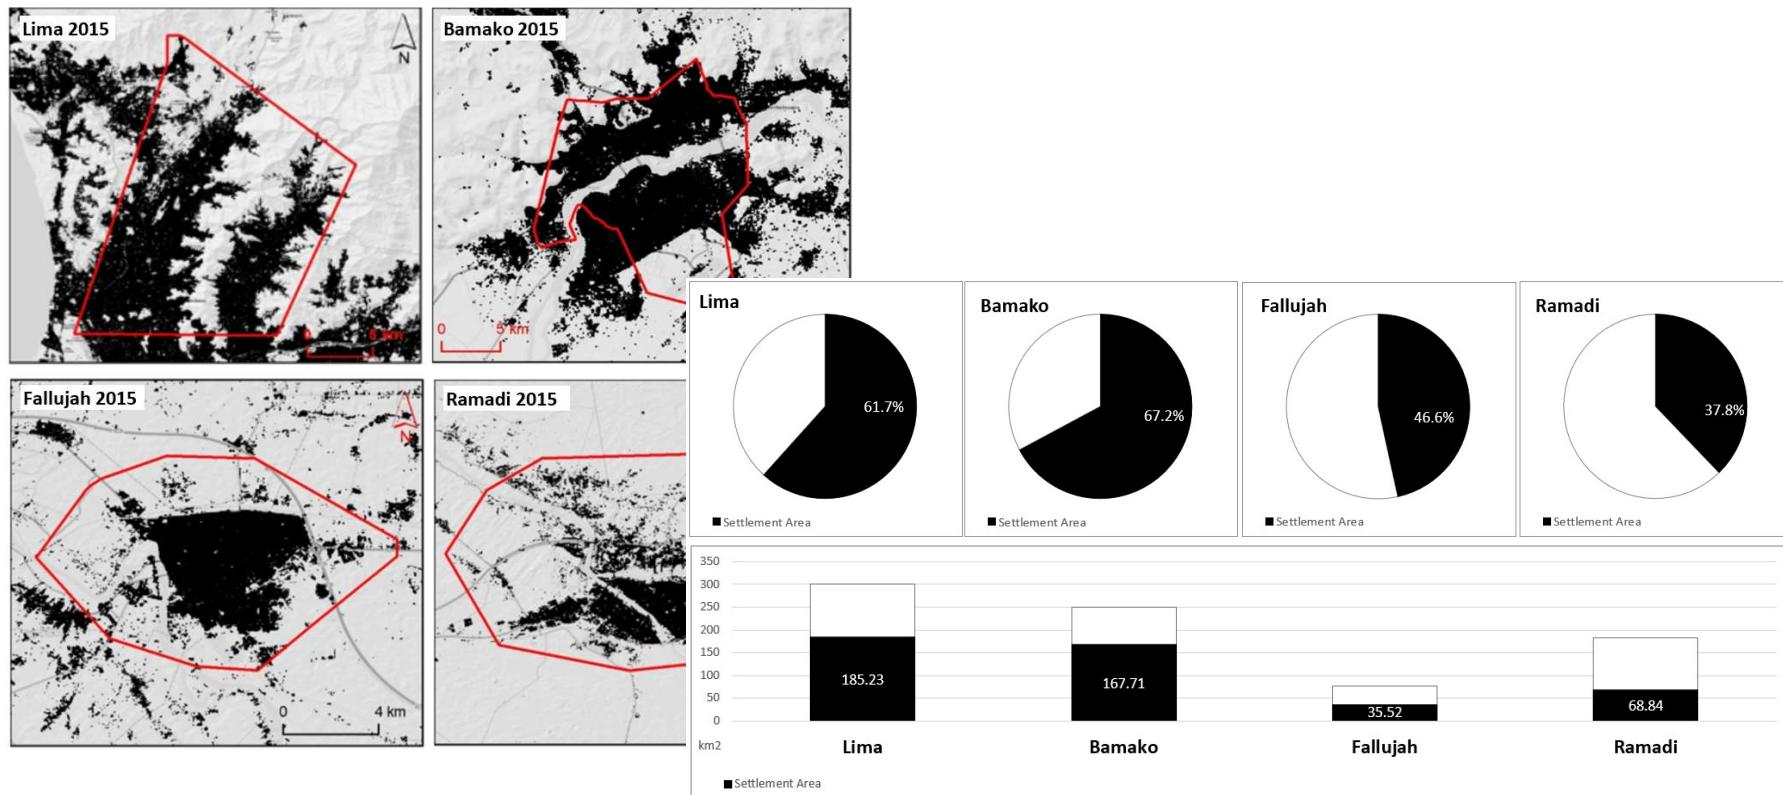 Lima 2015
N
0 5 km
Bamako 2015
0 5 km
Fallujah 2015
N
0 4 km
Ramadi 2015
Lima
61.7%
Settlement Area
Bamako
67.2%
Settlement Area
Fallujah
46.6%
Settlement Area
Ramadi
37.8%
Settlement Area
350
300
250
200
150
100
50
0
km2
185.23
167.71
35.52
68.84
Lima
Bamako
Fallujah
Ramadi
Settlement Area